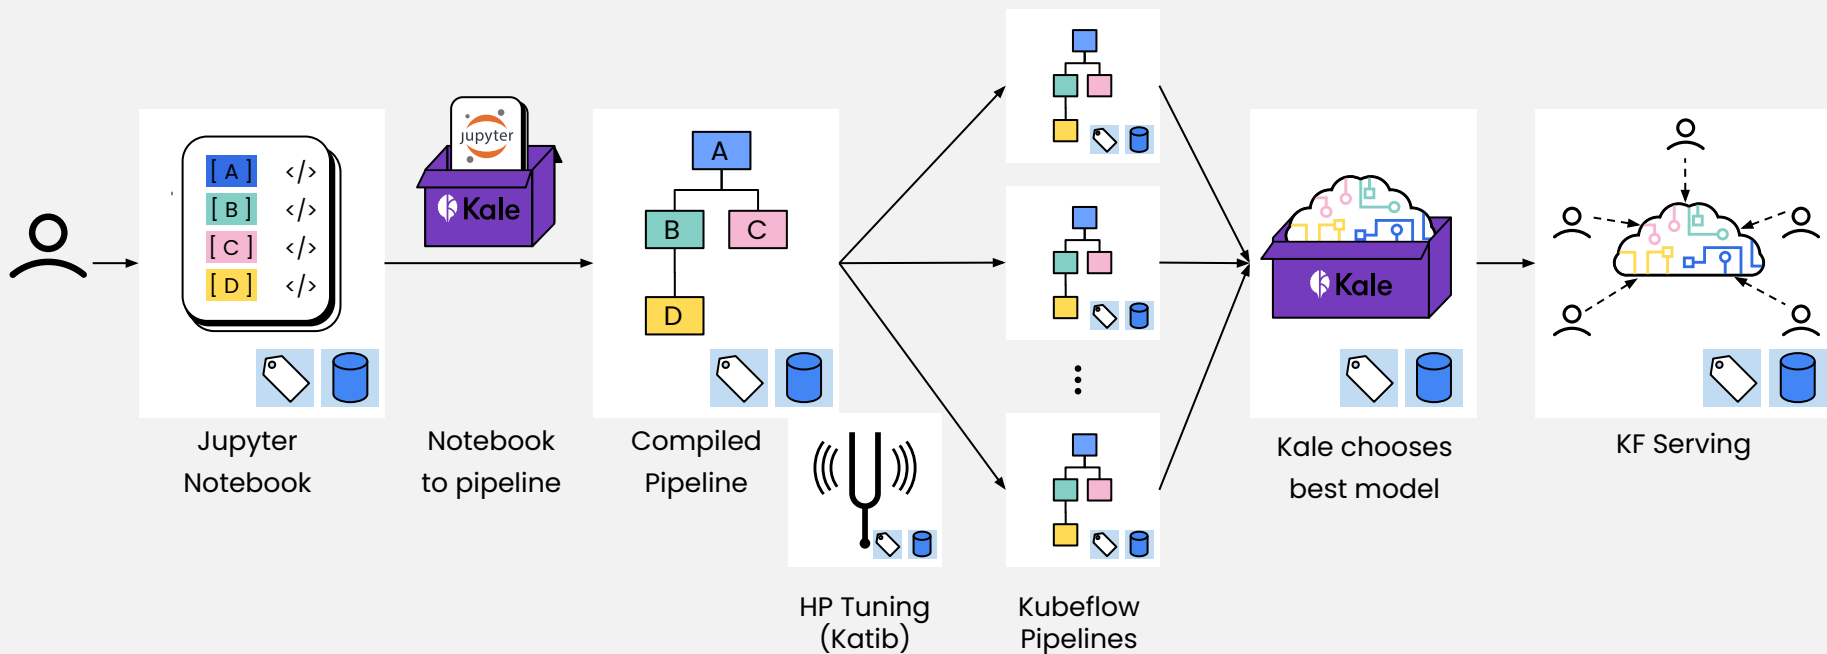 [ A ] </>
[ B ] </>
[ C ] </>
[ D ] </>
Jupyter
Notebook
jupyter
Kale
Notebook
to pipeline
A
B
C
D
Compiled
Pipeline
HP Tuning
(Katib)
Kubeflow
Pipelines
Kale
Kale chooses
best model
KF Serving